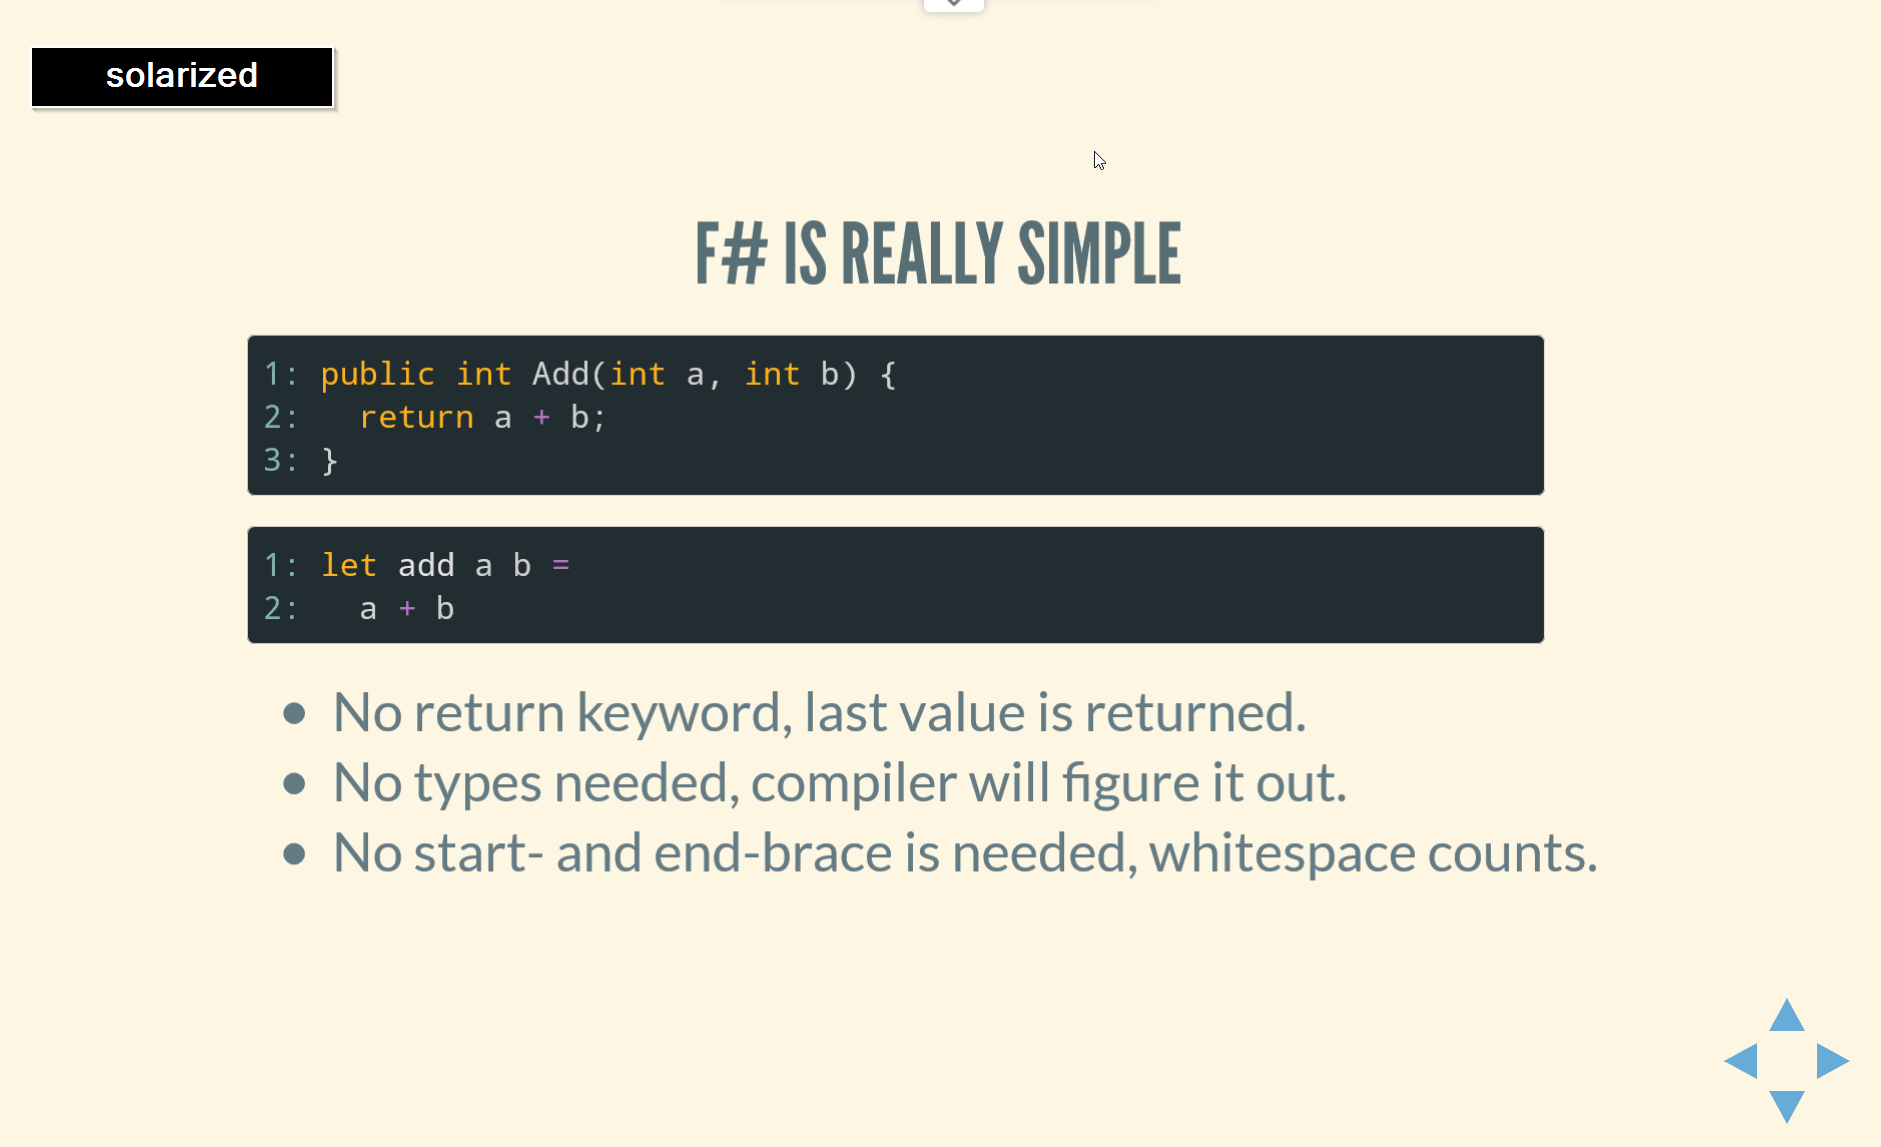 solarized
F# IS REALLY SIMPLE
1: public int Add(int a, int b) {
2:   return a + b;
3: }
1: let add a b =
2:   a + b
• No return keyword, last value is returned.
• No types needed, compiler will figure it out.
• No start- and end-brace is needed, whitespace counts.